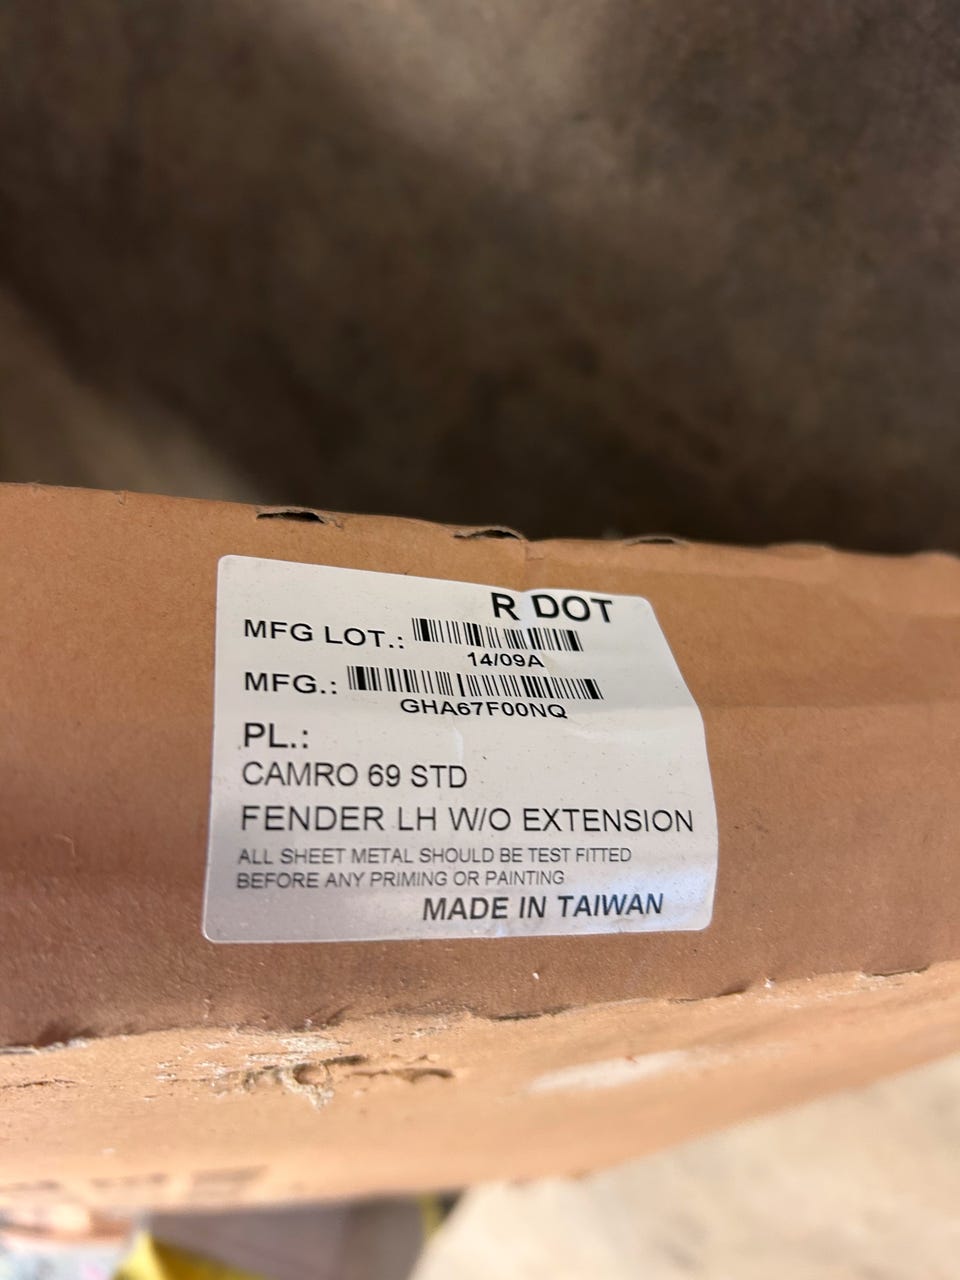 R DOT
MFG LOT.:
14/09A
MFG.:
GHA67F00NQ
PL.:
CAMRO 69 STD
FENDER LH W/O EXTENSION
ALL SHEET METAL SHOULD BE TEST FITTED
BEFORE ANY PRIMING OR PAINTING
MADE IN TAIWAN